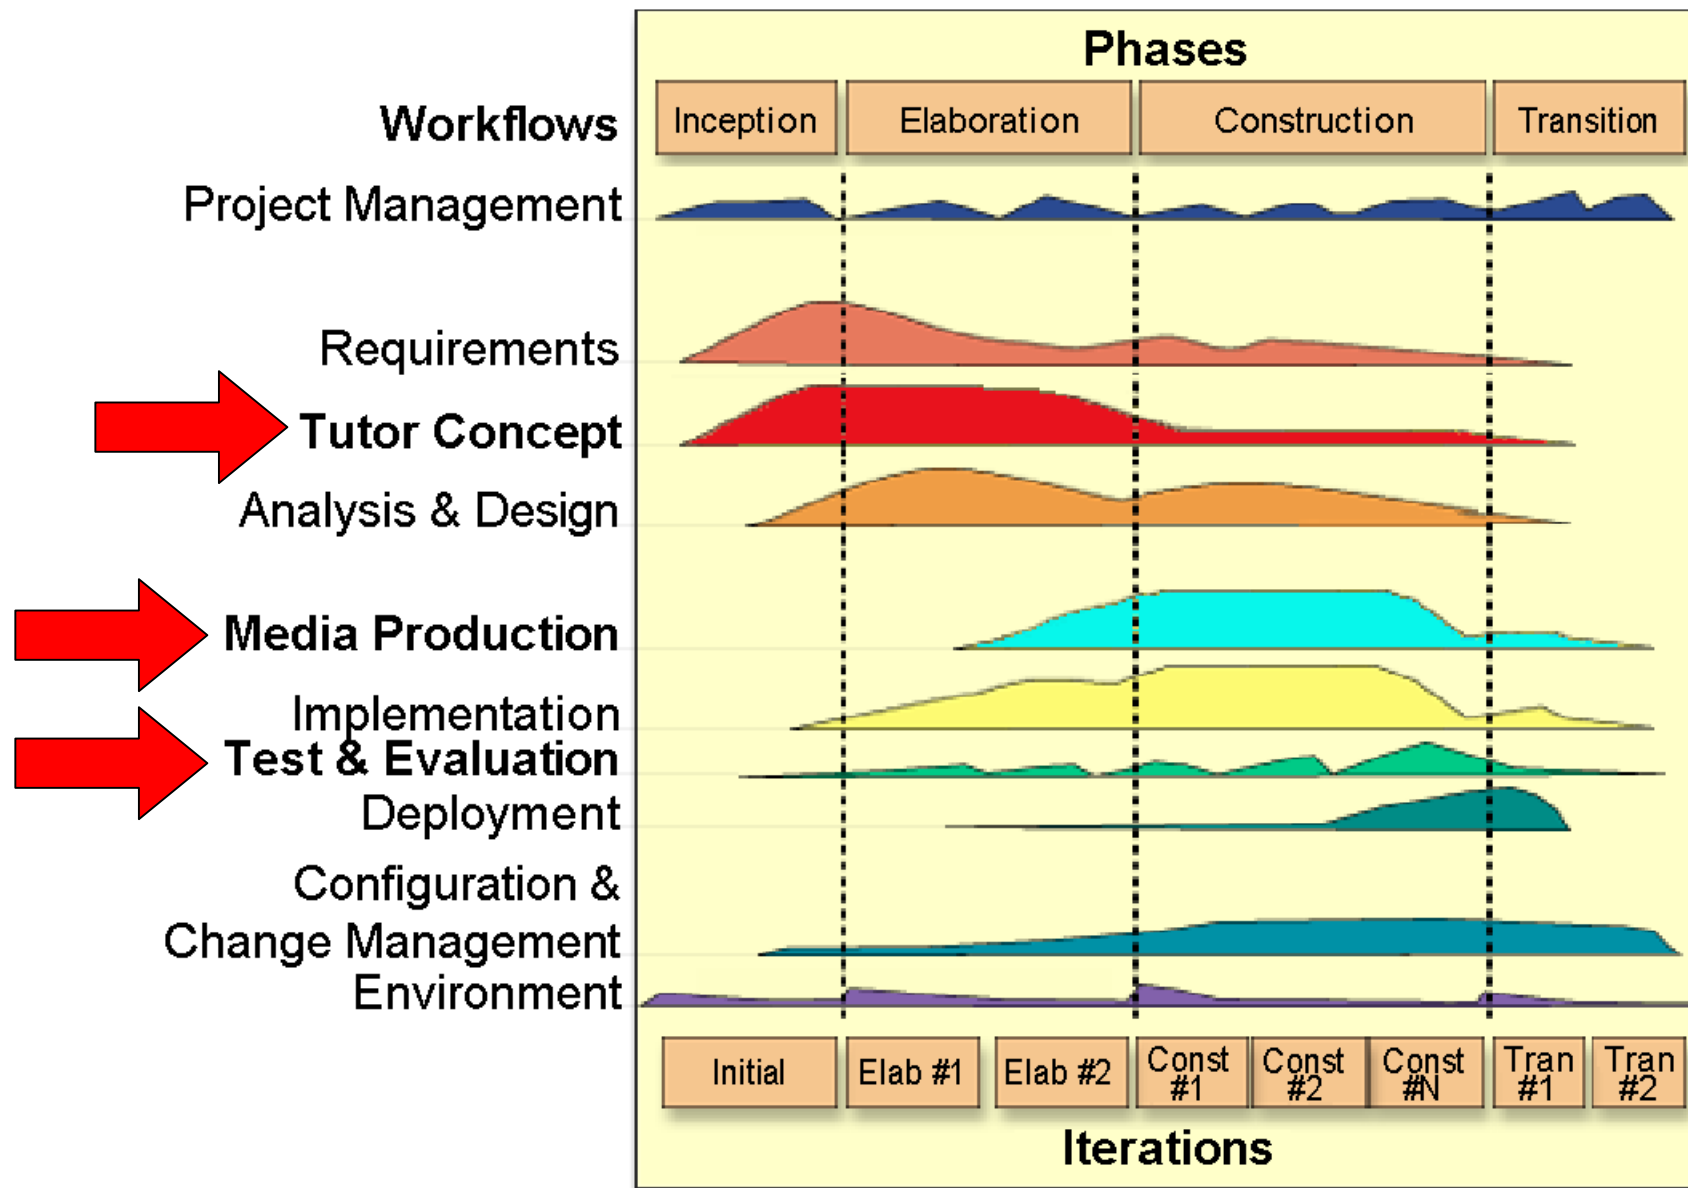 Phases
Workflows
Inception
Elaboration
Construction
Transition
Project Management
Requirements
Tutor Concept
Analysis & Design
Media Production
Implementation
Test & Evaluation
Deployment
Configuration &
Change Management
Environment
Initial
Elab #1
Elab #2
Const
#1
Const
#2
Const
#N
Tran
#1
Tran
#2
Iterations